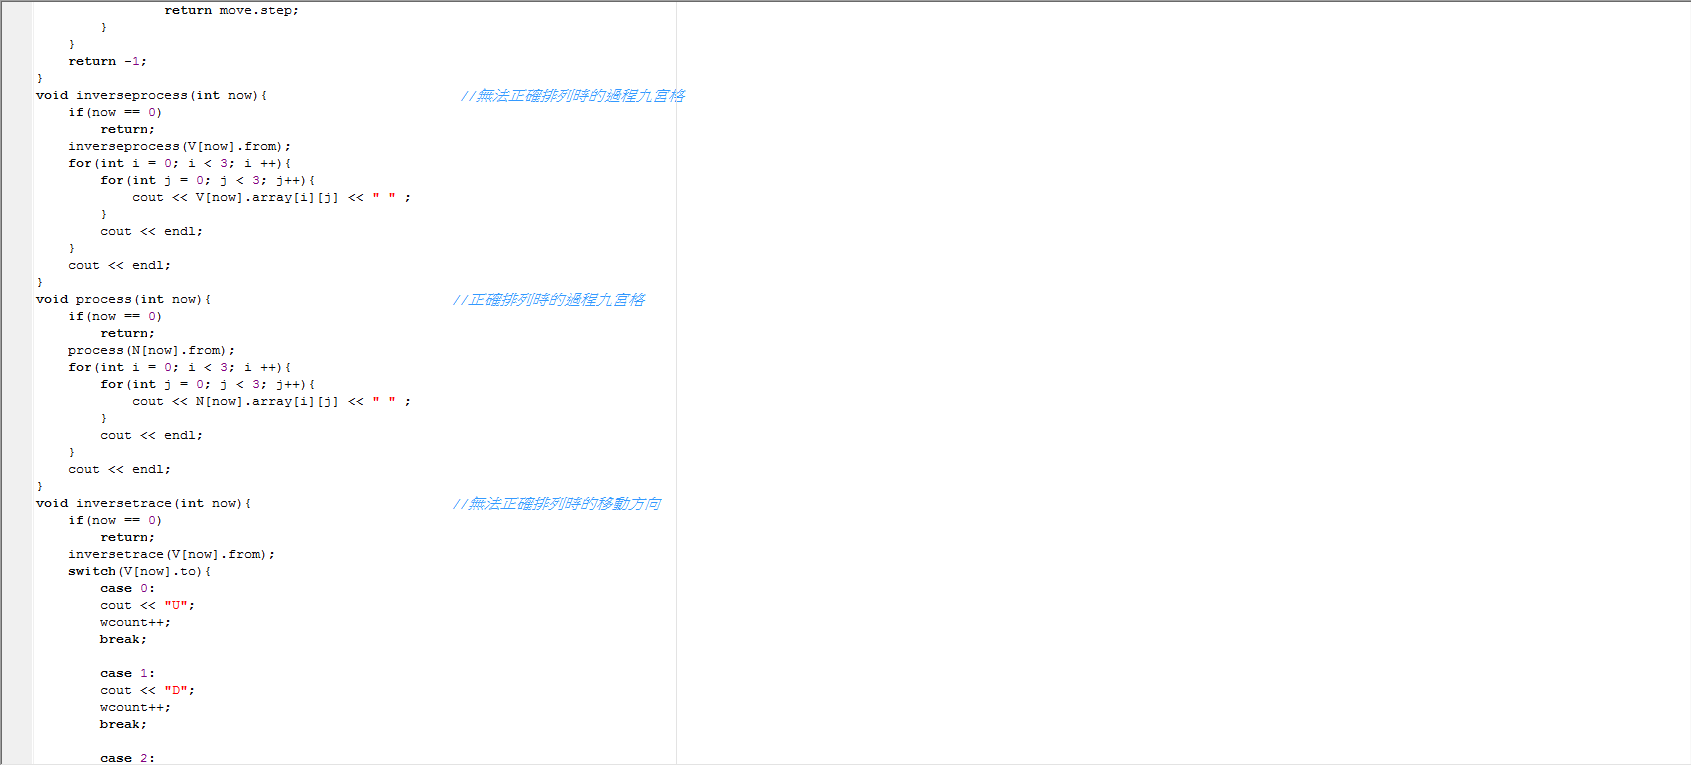 return move.step;
        }
    }
    return -1;
}
void inverseprocess(int now){                        //無法正確排列時的過程九宮格
    if(now == 0)
        return;
    inverseprocess(V[now].from);
    for(int i = 0; i < 3; i ++){
        for(int j = 0; j < 3; j++){
            cout << V[now].array[i][j] << " " ;
        }
        cout << endl;
    }
    cout << endl;
}
void process(int now){                              //正確排列時的過程九宮格
    if(now == 0)
        return;
    process(N[now].from);
    for(int i = 0; i < 3; i ++){
        for(int j = 0; j < 3; j++){
            cout << N[now].array[i][j] << " " ;
        }
        cout << endl;
    }
    cout << endl;
}
void inversetrace(int now){                         //無法正確排列時的移動方向
    if(now == 0)
        return;
    inversetrace(V[now].from);
    switch(V[now].to){
        case 0:
        cout << "U";
        wcount++;
        break;

        case 1:
        cout << "D";
        wcount++;
        break;

        case 2: